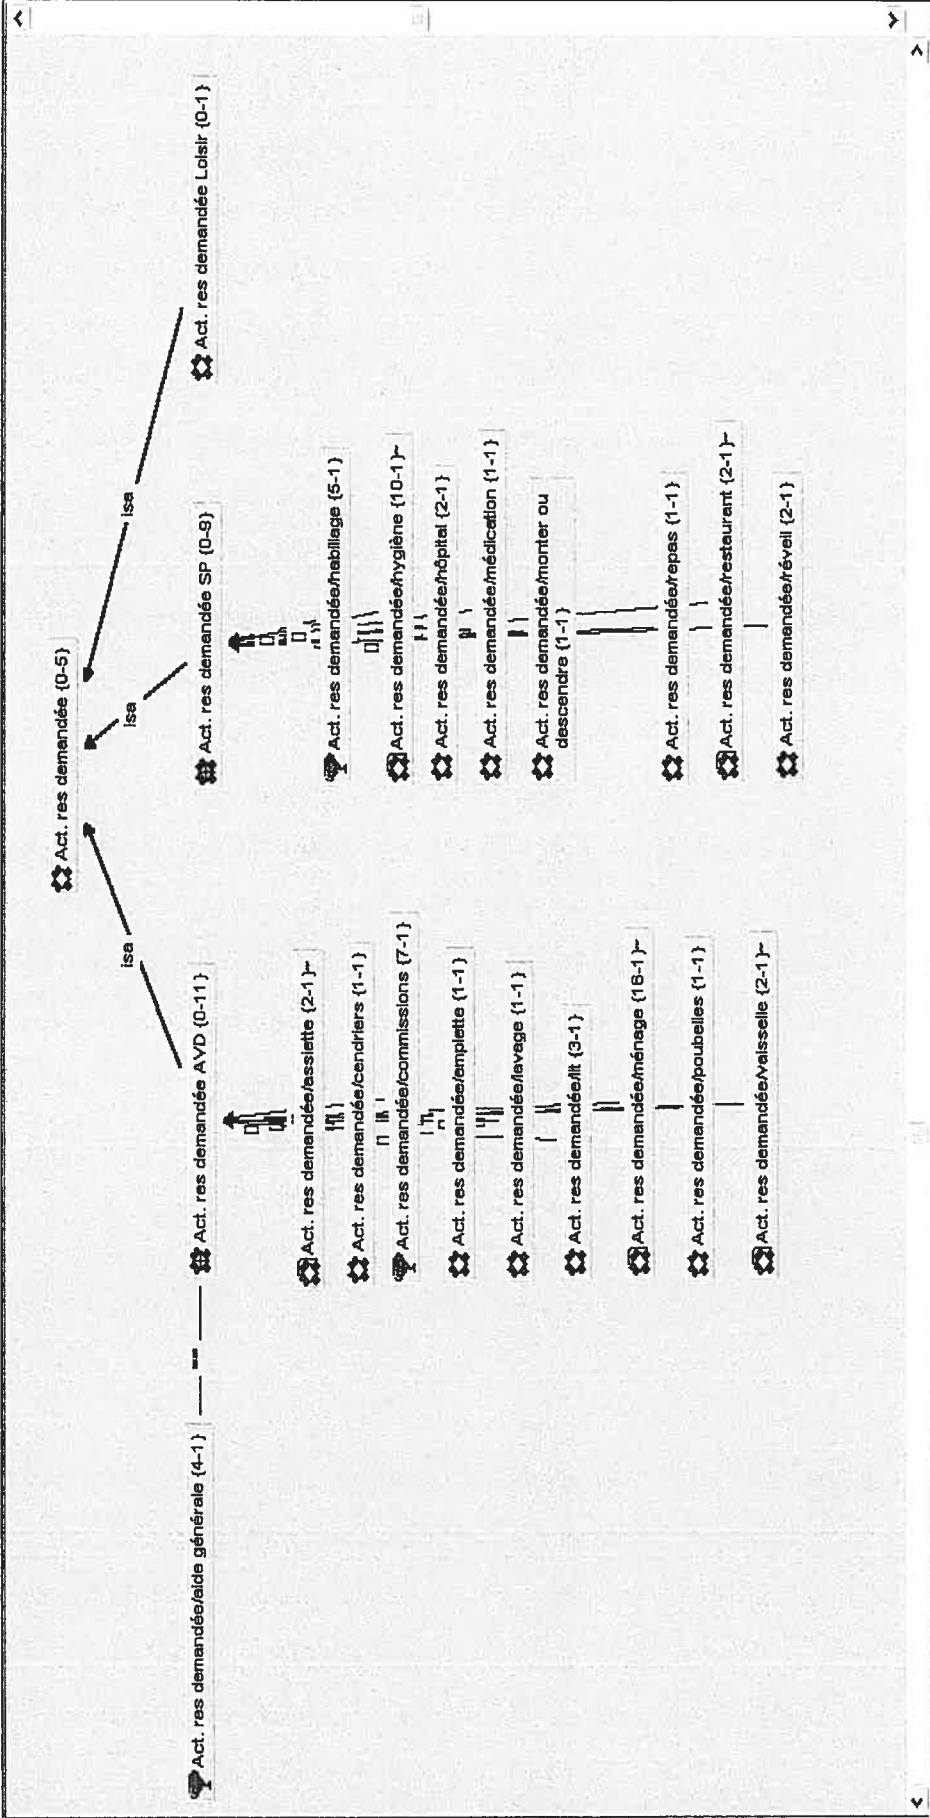 Act. res demandée {0-5}
isa
isa
isa
Act. res demandée/aide générale {4-1}
==
Act. res demandée AVD {0-11}
Act. res demandée SP {0-9}
Act. res demandée Loisir {0-1}
Act. res demandée/assiette {2-1}~
Act. res demandée/cendriers {1-1}
Act. res demandée/commissions {7-1}
Act. res demandée/emplette {1-1}
Act. res demandée/lavage {1-1}
Act. res demandée/lit {3-1}
Act. res demandée/ménage {16-1}~
Act. res demandée/poubelles {1-1}
Act. res demandée/vaisselle {2-1}~
Act. res demandée/habillage {5-1}
Act. res demandée/hygiène {10-1}~
Act. res demandée/hôpital {2-1}
Act. res demandée/médication {1-1}
Act. res demandée/monter ou
descendre {1-1}
Act. res demandée/repas {1-1}
Act. res demandée/restaurant {2-1}~
Act. res demandée/réveil {2-1}